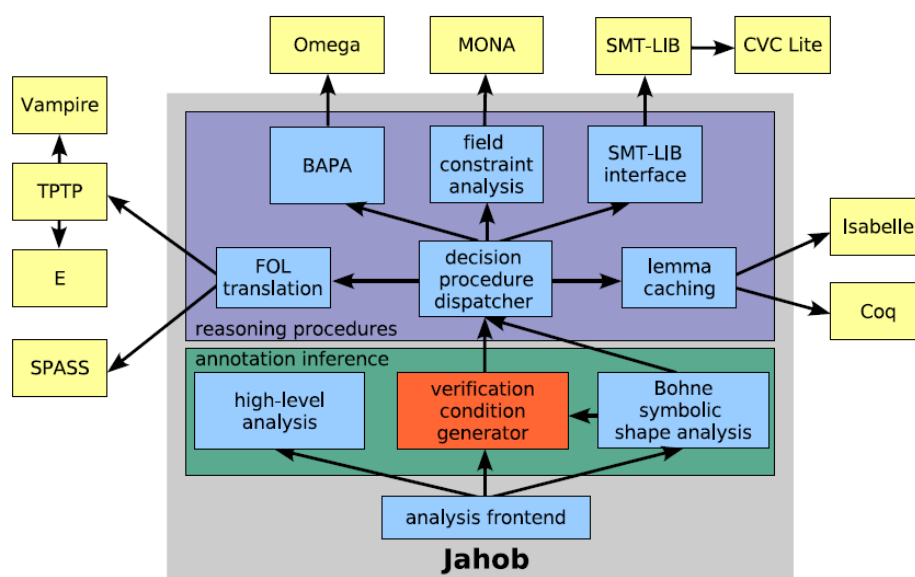 Omega
MONA
SMT-LIB
CVC Lite
Vampire
TPTP
E
SPASS
BAPA
field
constraint
analysis
SMT-LIB
interface
FOL
translation
decision
procedure
dispatcher
lemma
caching
Isabelle
Coq
reasoning procedures
annotation inference
high-level
analysis
verification
condition
generator
Bohne
symbolic
shape analysis
analysis frontend
Jahob